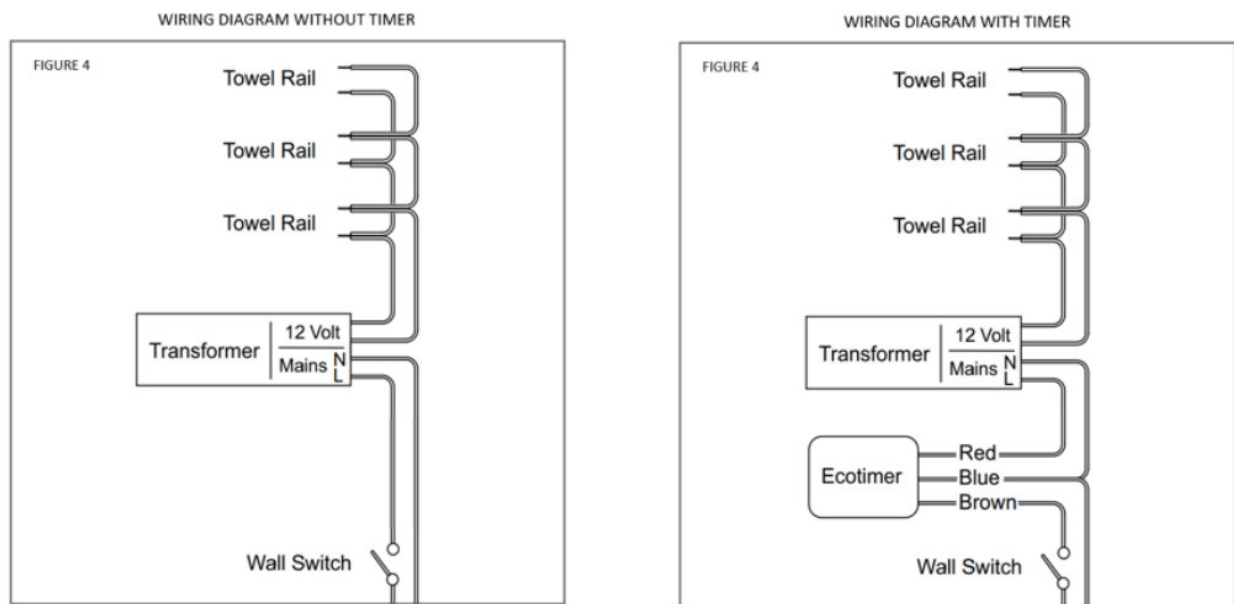 WIRING DIAGRAM WITHOUT TIMER
FIGURE 4
Towel Rail
Towel Rail
Towel Rail
Transformer
12 Volt
Mains N
L
Wall Switch
WIRING DIAGRAM WITH TIMER
FIGURE 4
Towel Rail
Towel Rail
Towel Rail
Transformer
12 Volt
Mains N
L
Ecotimer
Red
Blue
Brown
Wall Switch